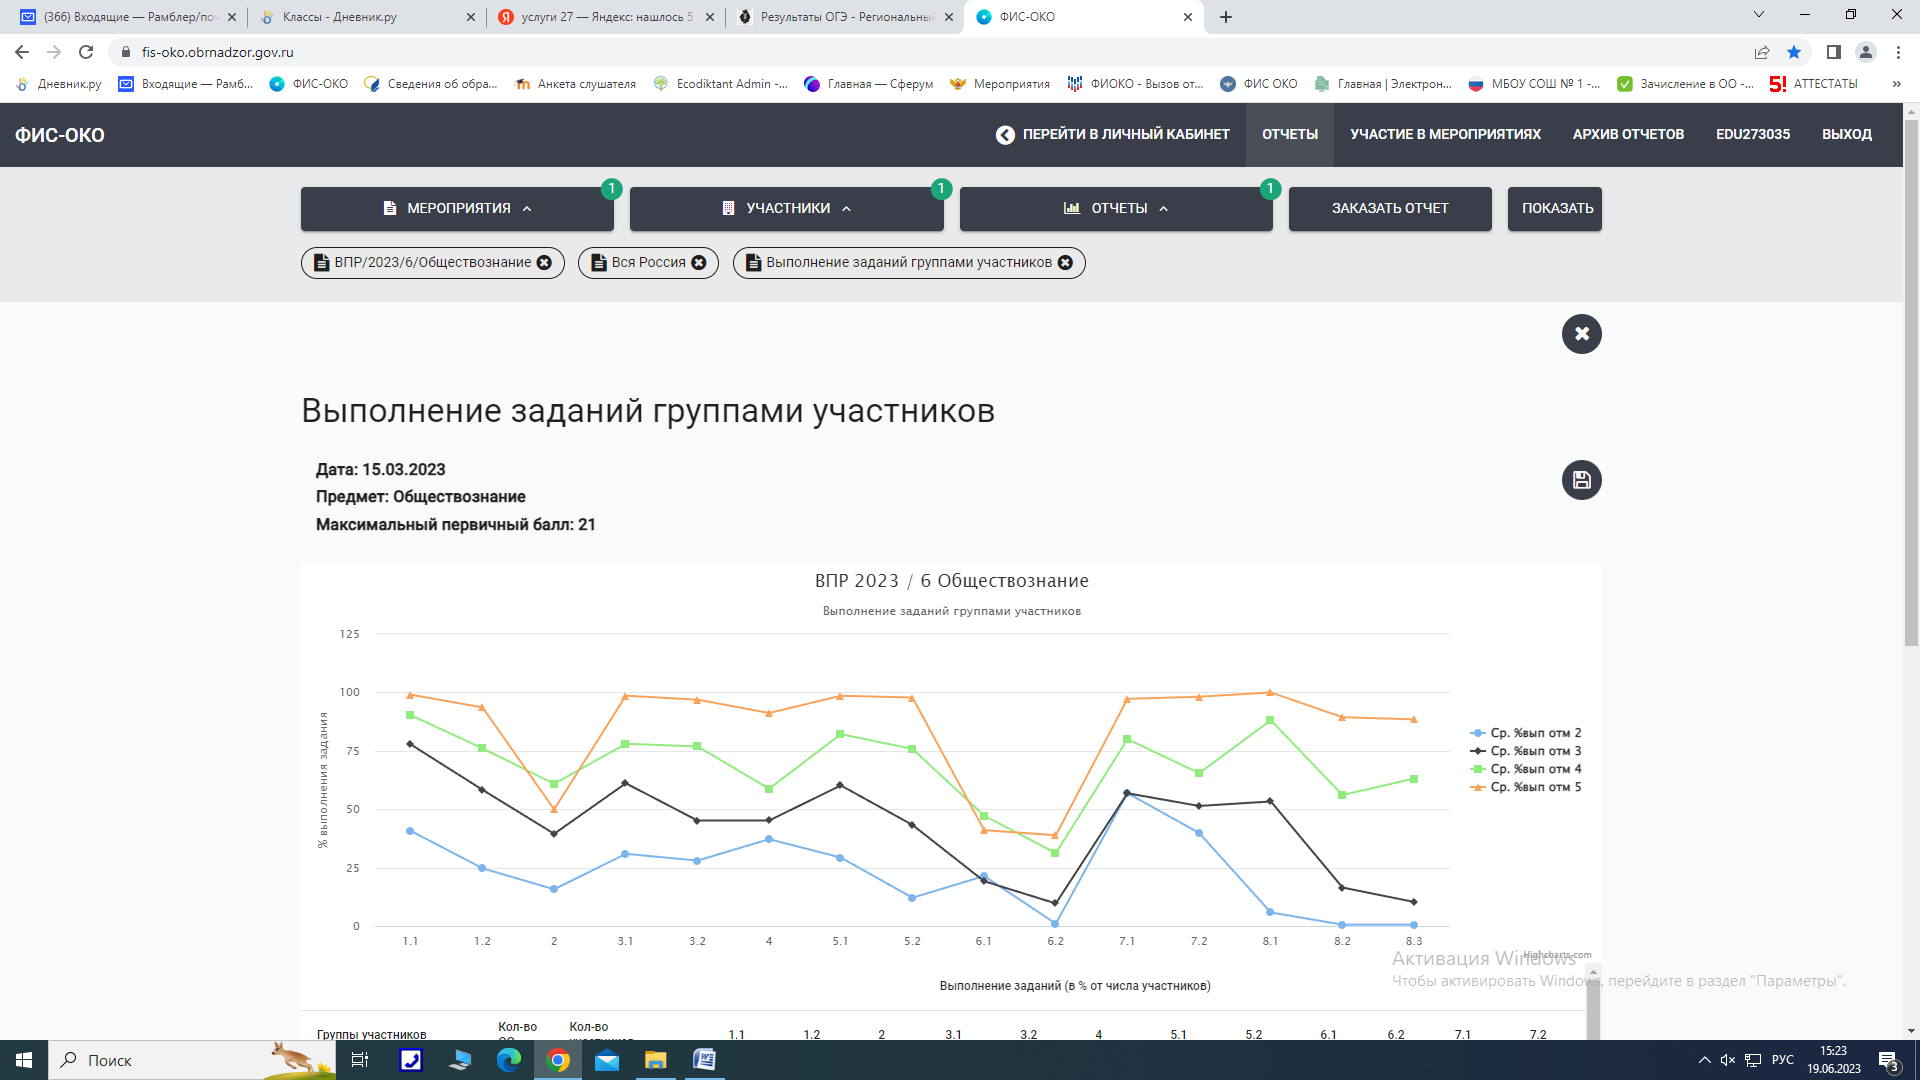 (366) Входящие — Рамблер/поч
Классы - Дневник.ру
услуги 27 — Яндекс: нашлось 5
Результаты ОГЭ - Региональный
ФИС-ОКО
fis-oko.obrnadzor.gov.ru
Дневник.ру
Входящие — Рамб...
ФИС-ОКО
Сведения об обра...
Анкета слушателя
Ecodiktant Admin -...
Главная — Сферум
Мероприятия
ФИОКО - Вызов от...
ФИС ОКО
Главная | Электрон...
МБОУ СОШ № 1 -...
Зачисление в ОО -...
5! АТТЕСТАТЫ
»
ФИС-ОКО
ПЕРЕЙТИ В ЛИЧНЫЙ КАБИНЕТ
ОТЧЕТЫ
УЧАСТИЕ В МЕРОПРИЯТИЯХ
АРХИВ ОТЧЕТОВ
EDU273035
ВЫХОД
МЕРОПРИЯТИЯ
1
УЧАСТНИКИ
1
ОТЧЕТЫ
1
ЗАКАЗАТЬ ОТЧЕТ
ПОКАЗАТЬ
ВПР/2023/6/Обществознание
Вся Россия
Выполнение заданий группами участников
Выполнение заданий группами участников
Дата: 15.03.2023
Предмет: Обществознание
Максимальный первичный балл: 21
ВПР 2023 / 6 Обществознание
Выполнение заданий группами участников
% выполнения задания
125
100
75
50
25
0
1.1 1.2 2 3.1 3.2 4 5.1 5.2 6.1 6.2 7.1 7.2 8.1 8.2 8.3
Ср. %вып отм 2
Ср. %вып отм 3
Ср. %вып отм 4
Ср. %вып отм 5
Highcharts.com
Активация Windows
Чтобы активировать Windows, перейдите в раздел "Параметры".
Выполнение заданий (в % от числа участников)
Группы участников
Кол-во
Кол-во
1.1 1.2 2 3.1 3.2 4 5.1 5.2 6.1 6.2 7.1 7.2
Поиск
РУС
15:23
19.06.2023
3